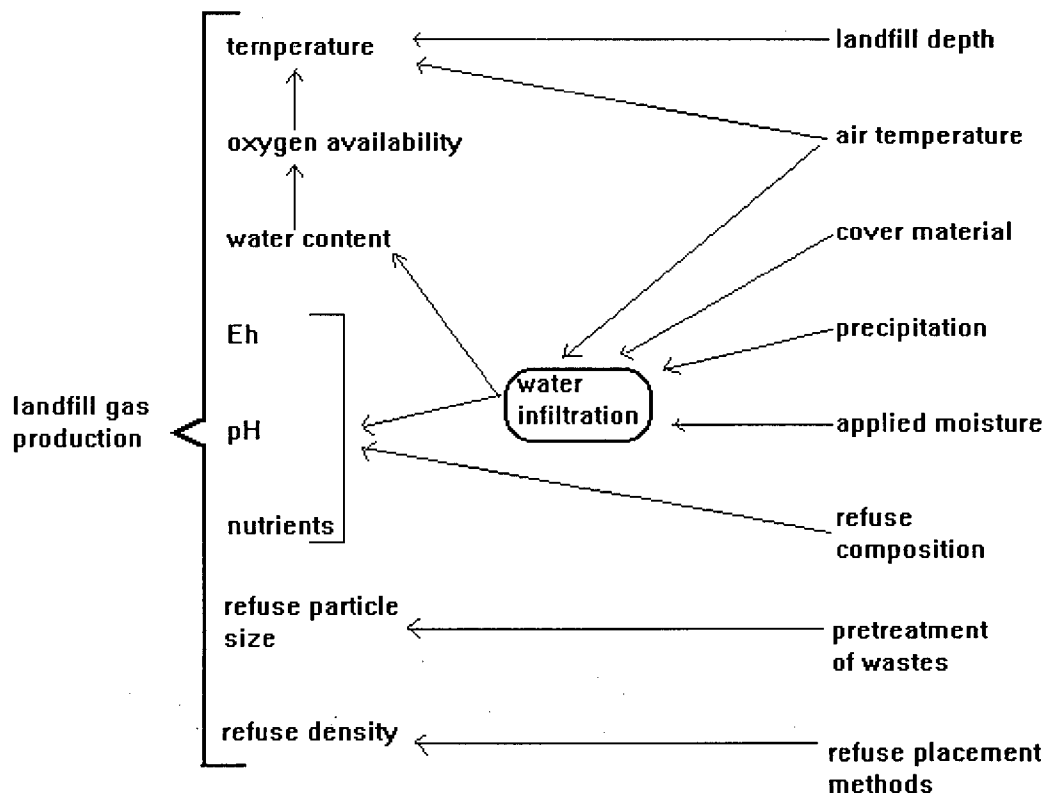 temperature
landfill depth
oxygen availability
air temperature
water content
cover material
Eh
precipitation
water
infiltration
landfill gas
production
pH
applied moisture
nutrients
refuse
composition
refuse particle
size
pretreatment
of wastes
refuse density
refuse placement
methods